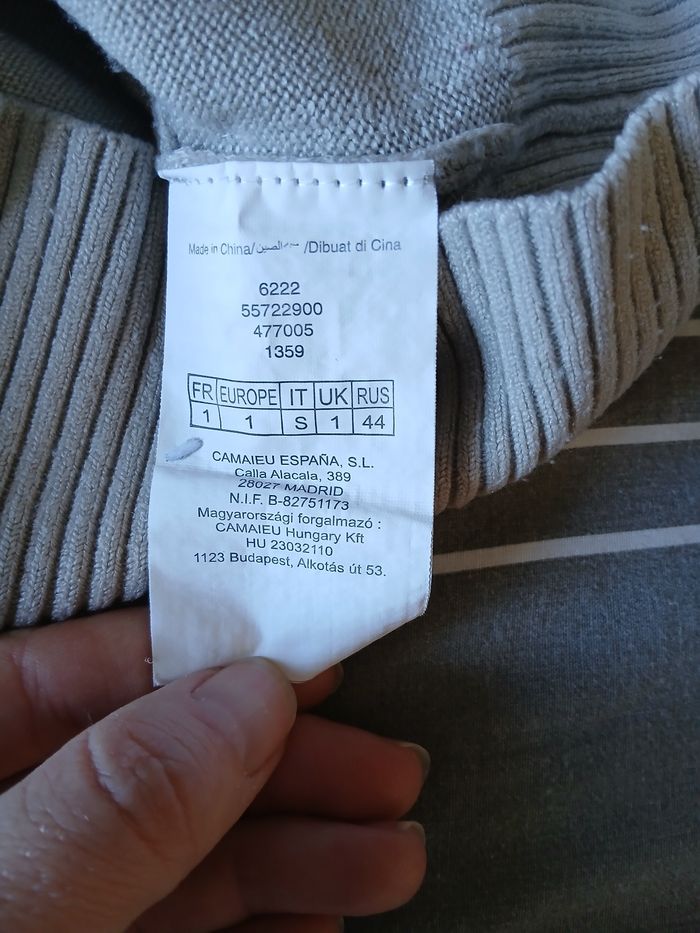 Made in China/الصين /Dibuat di Cina
6222
55722900
477005
1359
FR EUROPE IT UK RUS
1 1 S 1 44
CAMAIEU ESPAÑA, S.L.
Calla Alacala, 389
28027 MADRID
N.I.F. B-82751173
Magyarországi forgalmazó :
CAMAIEU Hungary Kft
HU 23032110
1123 Budapest, Alkotás út 53.